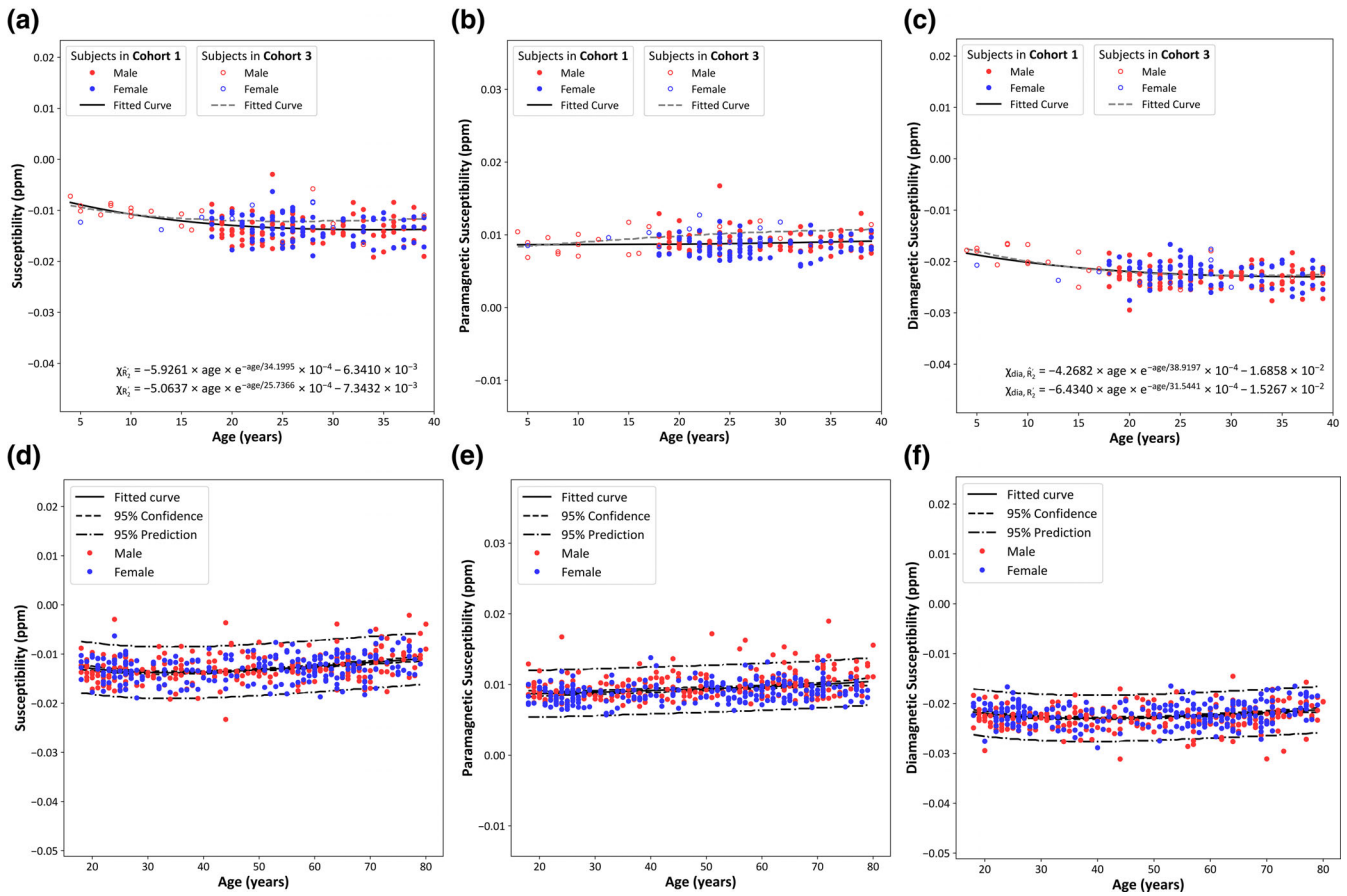 (a)
Subjects in Cohort 1
Male
Female
Fitted Curve
Subjects in Cohort 3
Male
Female
Fitted Curve
0.02
0.01
0.00
−0.01
−0.02
−0.03
−0.04
Susceptibility (ppm)
χR̂₂′ = −5.9261 × age × e^−age/34.1995 × 10^−4 − 6.3410 × 10^−3
χR₂′ = −5.0637 × age × e^−age/25.7366 × 10^−4 − 7.3432 × 10^−3
5 10 15 20 25 30 35 40
Age (years)
(b)
Subjects in Cohort 1
Male
Female
Fitted Curve
Subjects in Cohort 3
Male
Female
Fitted Curve
0.03
0.02
0.01
0.00
−0.01
Paramagnetic Susceptibility (ppm)
5 10 15 20 25 30 35 40
Age (years)
(c)
Subjects in Cohort 1
Male
Female
Fitted Curve
Subjects in Cohort 3
Male
Female
Fitted Curve
0.02
0.01
0.00
−0.01
−0.02
−0.03
−0.04
Diamagnetic Susceptibility (ppm)
χdia, R̂₂′ = −4.2682 × age × e^−age/38.9197 × 10^−4 − 1.6858 × 10^−2
χdia, R₂′ = −6.4340 × age × e^−age/31.5441 × 10^−4 − 1.5267 × 10^−2
5 10 15 20 25 30 35 40
Age (years)
(d)
Fitted curve
95% Confidence
95% Prediction
Male
Female
0.02
0.01
0.00
−0.01
−0.02
−0.03
−0.04
−0.05
Susceptibility (ppm)
20 30 40 50 60 70 80
Age (years)
(e)
Fitted curve
95% Confidence
95% Prediction
Male
Female
0.03
0.02
0.01
0.00
−0.01
Paramagnetic Susceptibility (ppm)
20 30 40 50 60 70 80
Age (years)
(f)
Fitted curve
95% Confidence
95% Prediction
Male
Female
0.02
0.01
0.00
−0.01
−0.02
−0.03
−0.04
−0.05
Diamagnetic Susceptibility (ppm)
20 30 40 50 60 70 80
Age (years)